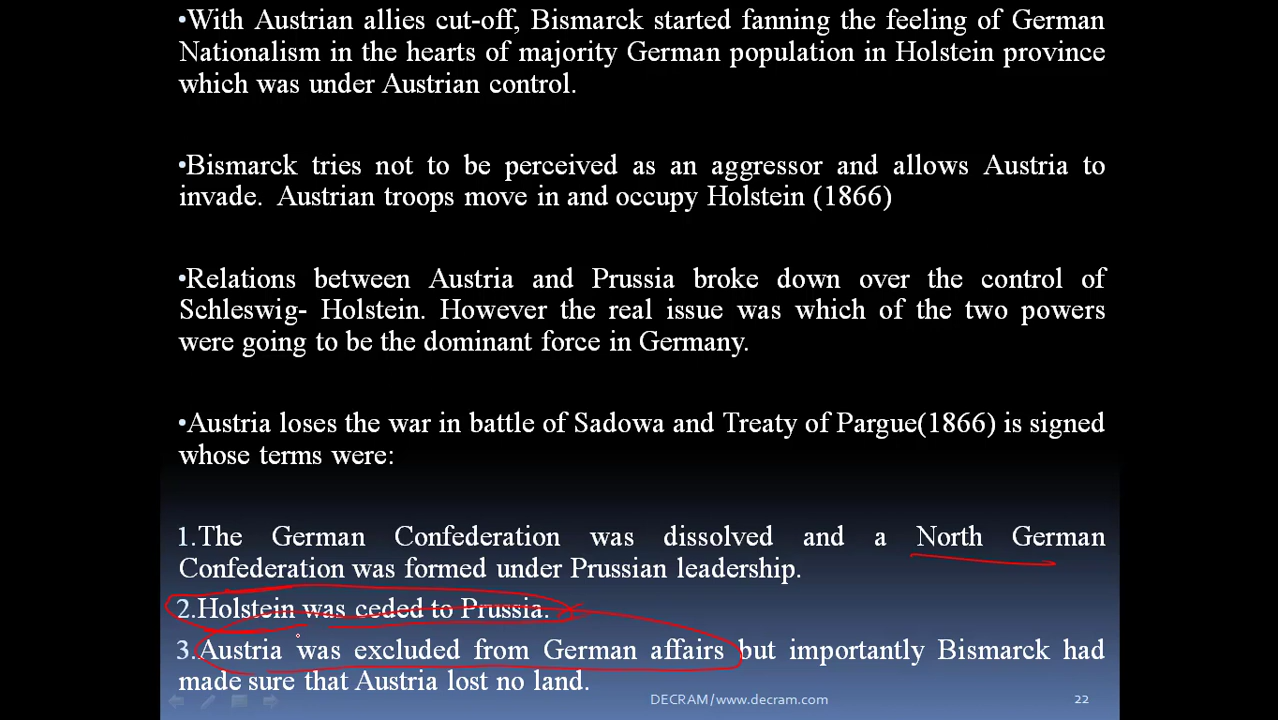 •With Austrian allies cut-off, Bismarck started fanning the feeling of German
Nationalism in the hearts of majority German population in Holstein province
which was under Austrian control.
•Bismarck tries not to be perceived as an aggressor and allows Austria to
invade. Austrian troops move in and occupy Holstein (1866)
•Relations between Austria and Prussia broke down over the control of
Schleswig- Holstein. However the real issue was which of the two powers
were going to be the dominant force in Germany.
•Austria loses the war in battle of Sadowa and Treaty of Pargue(1866) is signed
whose terms were:
1.The German Confederation was dissolved and a North German
Confederation was formed under Prussian leadership.
2.Holstein was ceded to Prussia.
3.Austria was excluded from German affairs but importantly Bismarck had
made sure that Austria lost no land.
DECRAM/www.decram.com 22